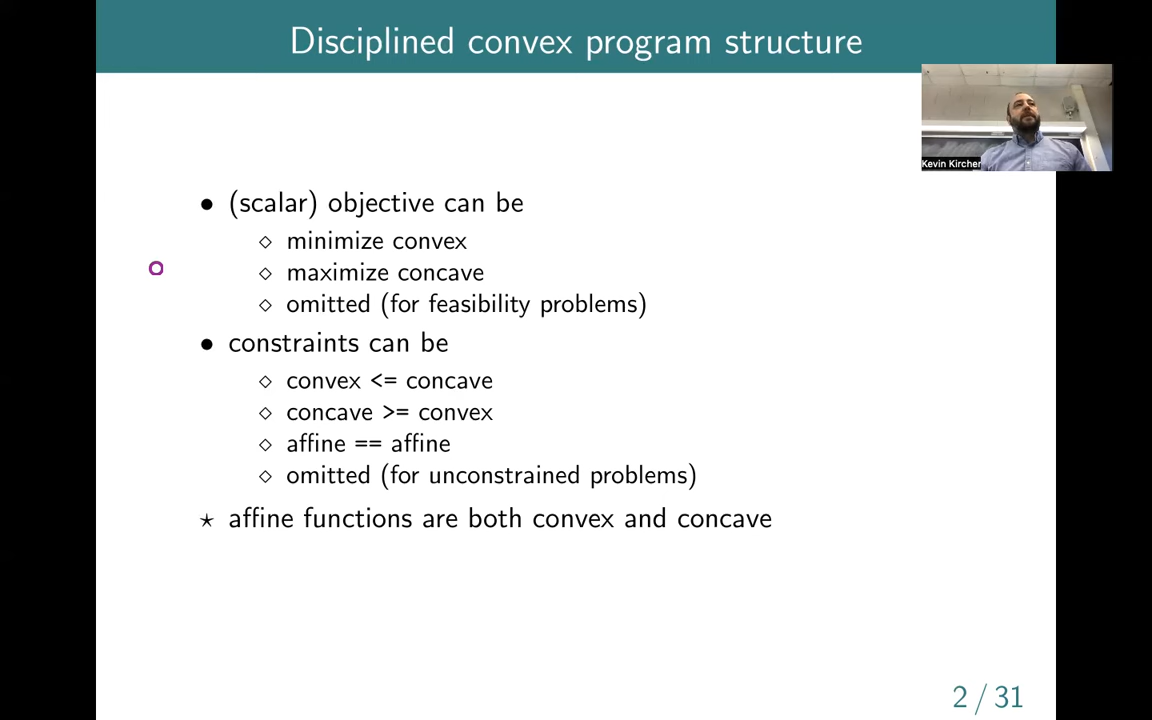 Disciplined convex program structure
Kevin Kircher
• (scalar) objective can be
⋄ minimize convex
⋄ maximize concave
⋄ omitted (for feasibility problems)
• constraints can be
⋄ convex <= concave
⋄ concave >= convex
⋄ affine == affine
⋄ omitted (for unconstrained problems)
⋆ affine functions are both convex and concave
2 / 31